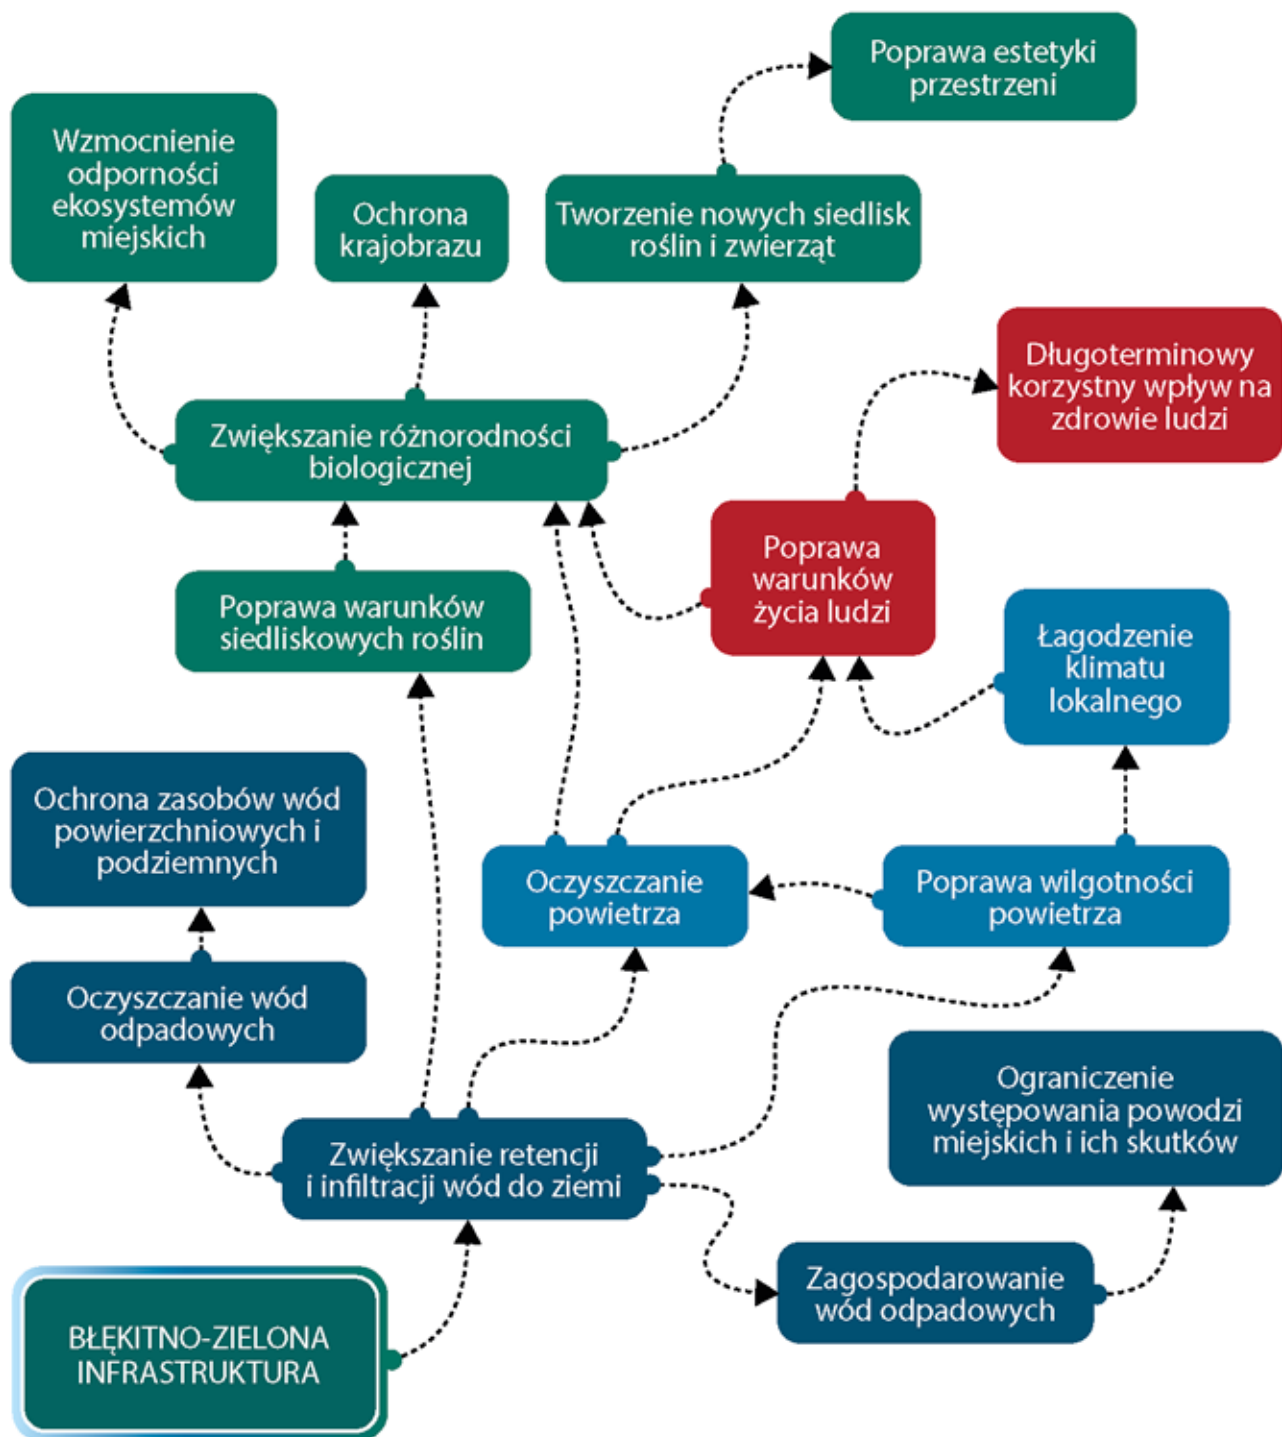 Poprawa estetyki
przestrzeni
Wzmocnienie
odporności
ekosystemów
miejskich
Ochrona
krajobrazu
Tworzenie nowych siedlisk
roślin i zwierząt
Długoterminowy
korzystny wpływ na
zdrowie ludzi
Zwiększanie różnorodności
biologicznej
Poprawa
warunków
życia ludzi
Poprawa warunków
siedliskowych roślin
Łagodzenie
klimatu
lokalnego
Ochrona zasobów wód
powierzchniowych i
podziemnych
Oczyszczanie
powietrza
Poprawa wilgotności
powietrza
Oczyszczanie wód
odpadowych
Ograniczenie
występowania powodzi
miejskich i ich skutków
Zwiększanie retencji
i infiltracji wód do ziemi
Zagospodarowanie
wód odpadowych
BŁĘKITNO-ZIELONA
INFRASTRUKTURA